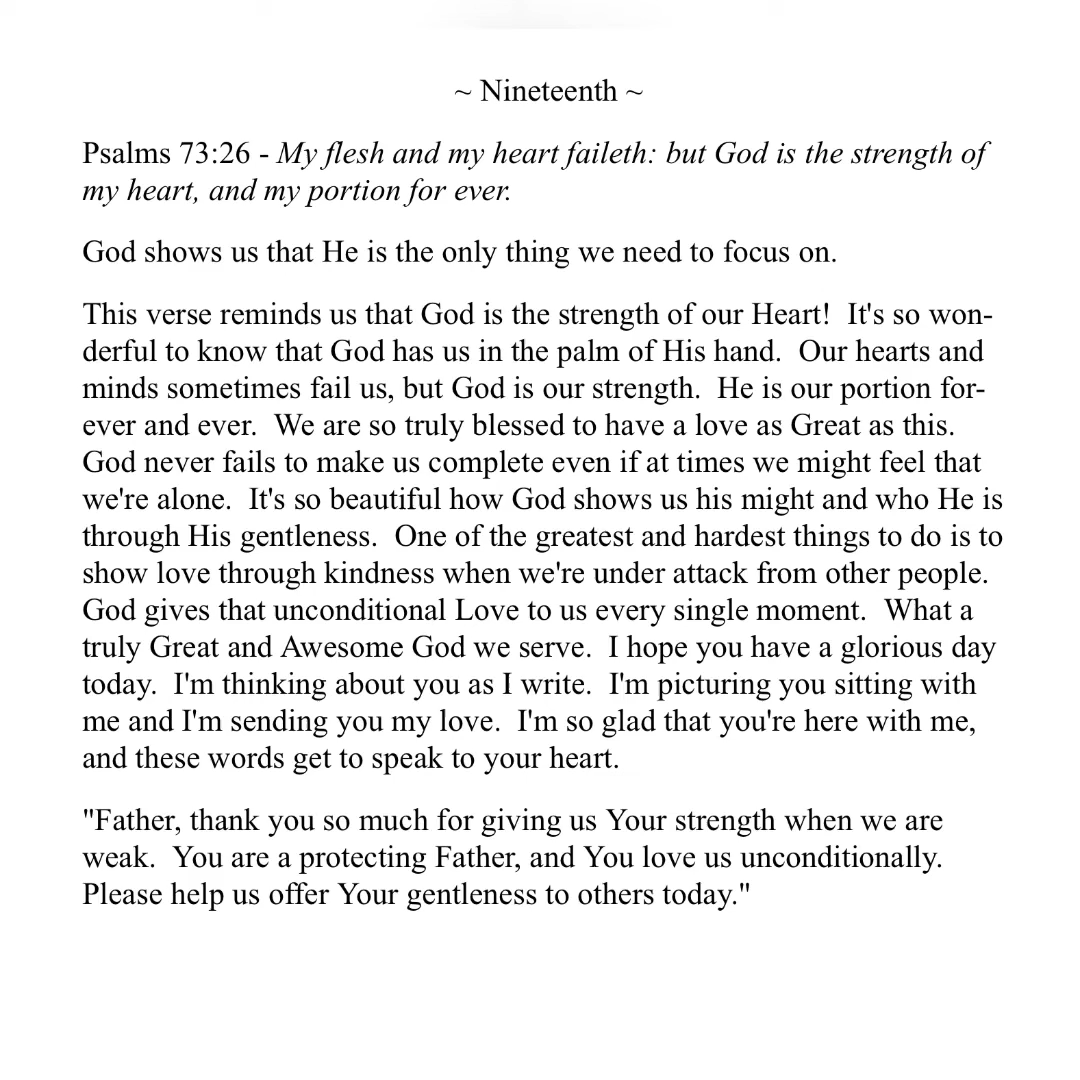 ~ Nineteenth ~
Psalms 73:26 - My flesh and my heart faileth: but God is the strength of
my heart, and my portion for ever.
God shows us that He is the only thing we need to focus on.
This verse reminds us that God is the strength of our Heart!  It's so won-
derful to know that God has us in the palm of His hand.  Our hearts and
minds sometimes fail us, but God is our strength.  He is our portion for-
ever and ever.  We are so truly blessed to have a love as Great as this.
God never fails to make us complete even if at times we might feel that
we're alone.  It's so beautiful how God shows us his might and who He is
through His gentleness.  One of the greatest and hardest things to do is to
show love through kindness when we're under attack from other people.
God gives that unconditional Love to us every single moment.  What a
truly Great and Awesome God we serve.  I hope you have a glorious day
today.  I'm thinking about you as I write.  I'm picturing you sitting with
me and I'm sending you my love.  I'm so glad that you're here with me,
and these words get to speak to your heart.
"Father, thank you so much for giving us Your strength when we are
weak.  You are a protecting Father, and You love us unconditionally.
Please help us offer Your gentleness to others today."